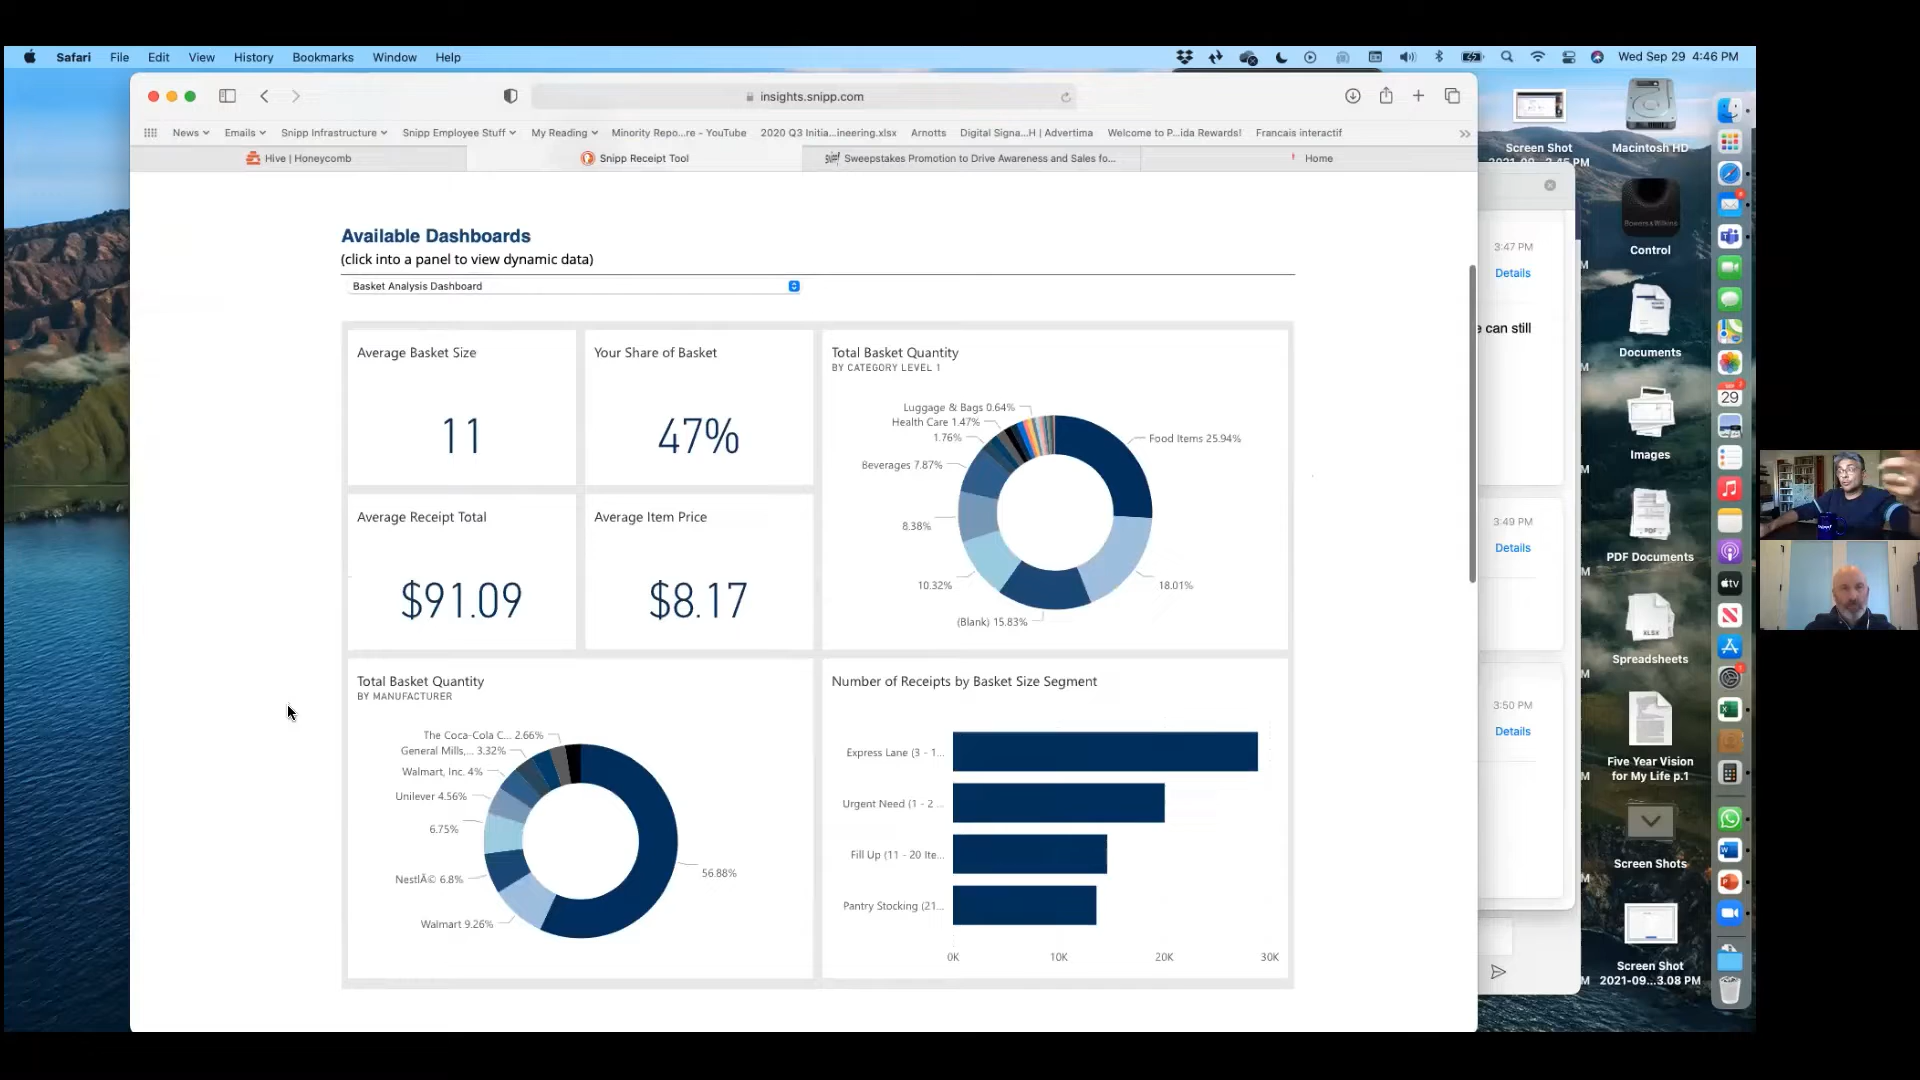 Safari File Edit View History Bookmarks Window Help
Wed Sep 29 4:46 PM
insights.snipp.com
News Emails Snipp Infrastructure Snipp Employee Stuff My Reading Minority Repo...re - YouTube 2020 Q3 Initia...ineering.xlsx Arnotts Digital Signa...H | Advertima Welcome to P...ida Rewards! Francais interactif
Hive | Honeycomb
Snipp Receipt Tool
Sweepstakes Promotion to Drive Awareness and Sales fo...
Home
Available Dashboards
(click into a panel to view dynamic data)
Basket Analysis Dashboard
Average Basket Size
11
Your Share of Basket
47%
Average Receipt Total
$91.09
Average Item Price
$8.17
Total Basket Quantity
BY CATEGORY LEVEL 1
Luggage & Bags 0.64%
Health Care 1.47%
1.76%
Beverages 7.87%
8.38%
10.32%
(Blank) 15.83%
18.01%
Food Items 25.94%
Total Basket Quantity
BY MANUFACTURER
The Coca-Cola C... 2.66%
General Mills,... 3.32%
Walmart, Inc. 4%
Unilever 4.56%
6.75%
NestlÃ© 6.8%
Walmart 9.26%
56.88%
Number of Receipts by Basket Size Segment
Express Lane (3 - 1...
Urgent Need (1 - 2 ...
Fill Up (11 - 20 Ite...
Pantry Stocking (21...
0K 10K 20K 30K
3:47 PM
Details
e can still
3:49 PM
Details
3:50 PM
Details
Screen Shot
Macintosh HD
Bowers & Wilkins
Control
Documents
Images
PDF
PDF Documents
XLSX
Spreadsheets
Five Year Vision
for My Life p.1
Screen Shots
Screen Shot
2021-09...3.08 PM
29
tv